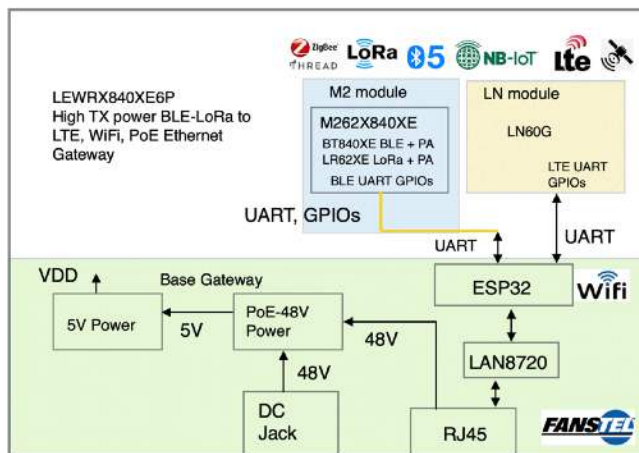 ZigBee
THREAD
LoRa
5
NB-IoT
Lte
LEWRX840XE6P
High TX power BLE-LoRa to
LTE, WiFi, PoE Ethernet
Gateway
M2 module
M262X840XE
BT840XE BLE + PA
LR62XE LoRa + PA
BLE UART GPIOs
LN module
LN60G
LTE UART
GPIOs
UART, GPIOs
UART
UART
VDD
Base Gateway
5V Power
5V
PoE-48V
Power
48V
48V
DC
Jack
ESP32
Wifi
LAN8720
RJ45
FANSTEL